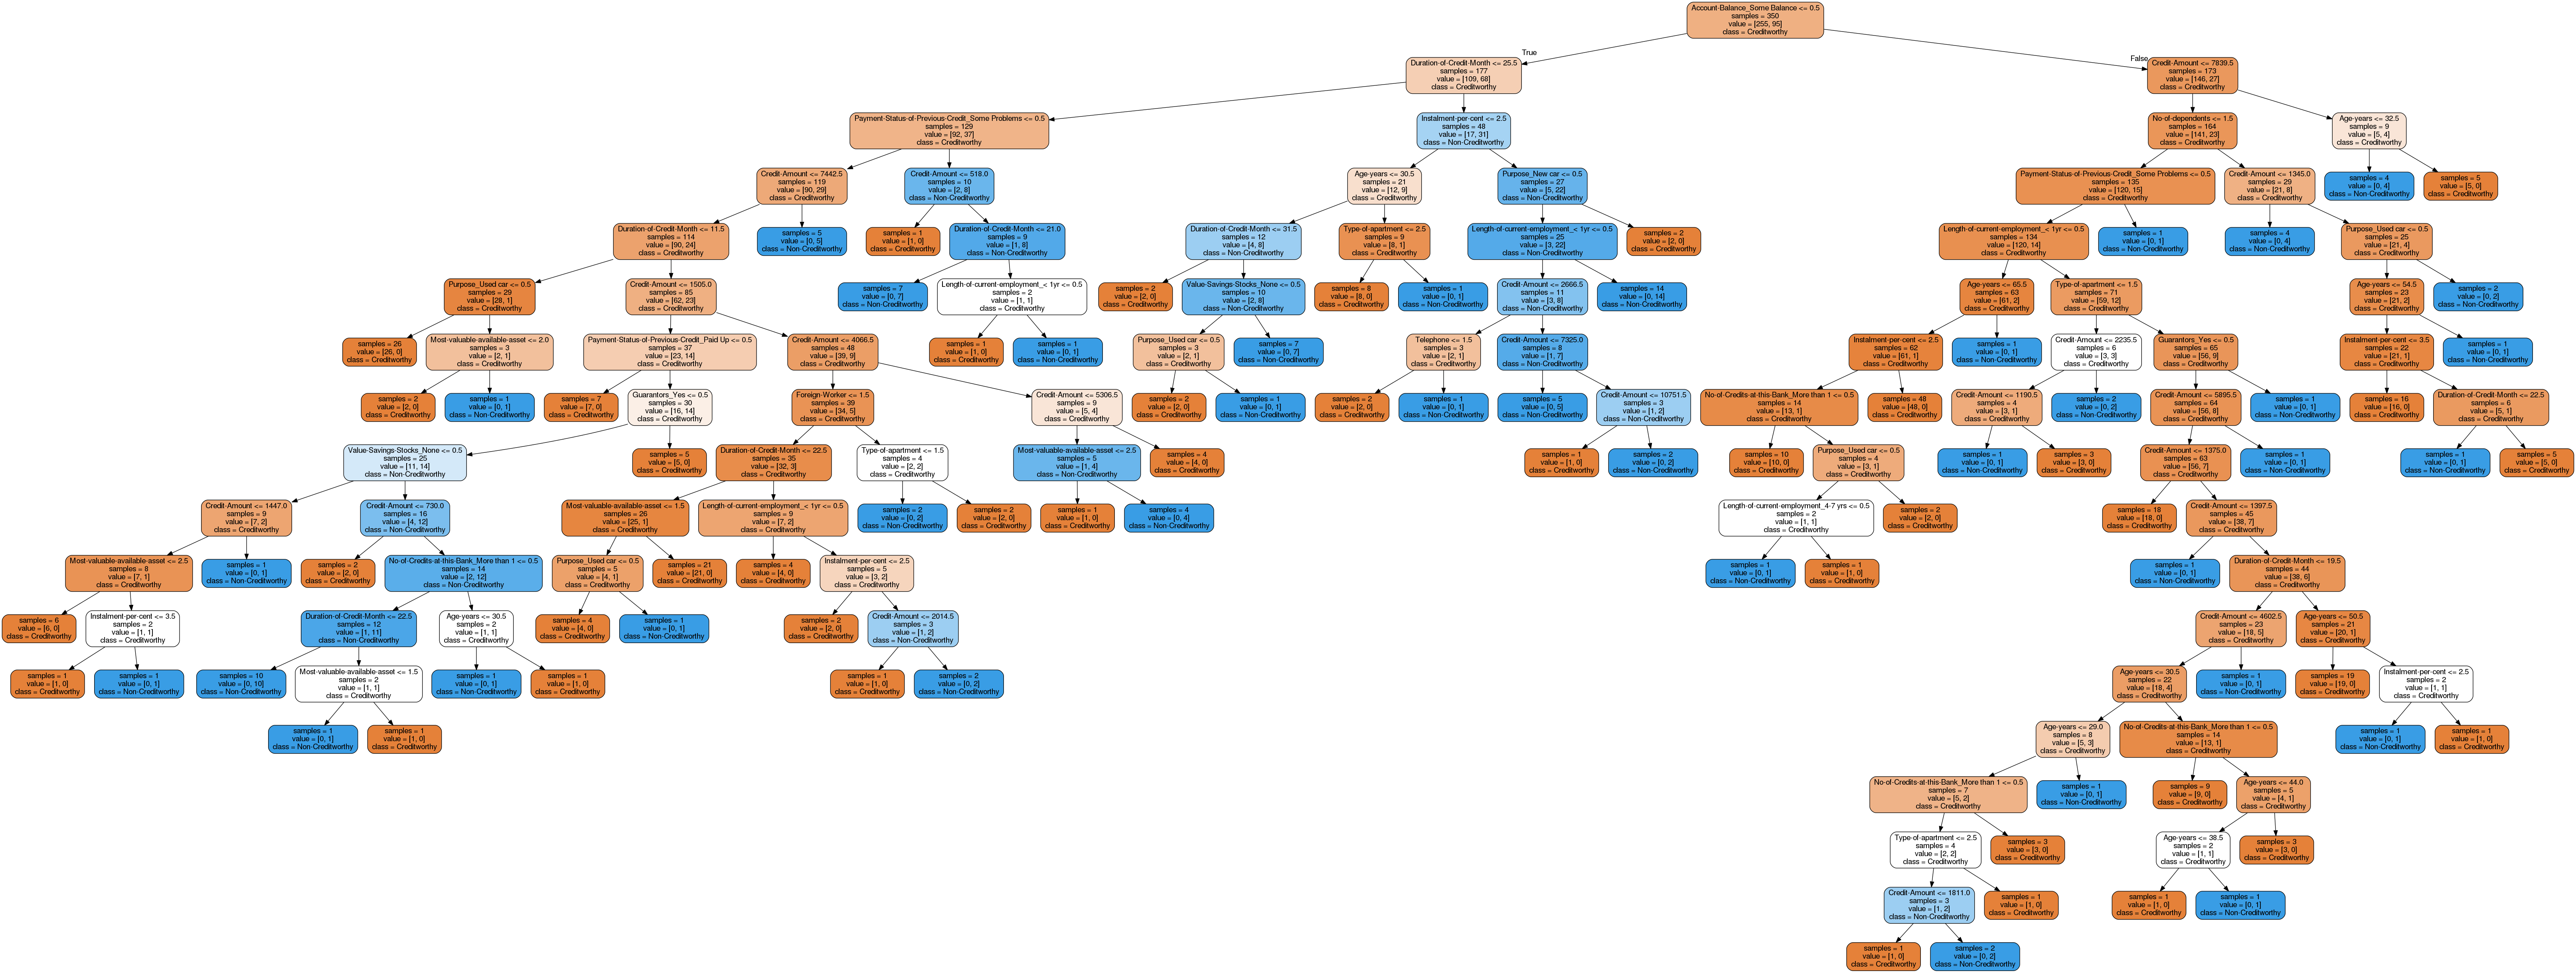 Account-Balance_Some Balance <= 0.5
samples = 350
value = [255, 95]
class = Creditworthy
True
False
Duration-of-Credit-Month <= 25.5
samples = 177
value = [109, 68]
class = Creditworthy
Credit-Amount <= 7839.5
samples = 173
value = [146, 27]
class = Creditworthy
Payment-Status-of-Previous-Credit_Some Problems <= 0.5
samples = 129
value = [92, 37]
class = Creditworthy
Instalment-per-cent <= 2.5
samples = 48
value = [17, 31]
class = Non-Creditworthy
No-of-dependents <= 1.5
samples = 164
value = [141, 23]
class = Creditworthy
Age-years <= 32.5
samples = 9
value = [5, 4]
class = Creditworthy
Credit-Amount <= 7442.5
samples = 119
value = [90, 29]
class = Creditworthy
Credit-Amount <= 518.0
samples = 10
value = [2, 8]
class = Non-Creditworthy
Age-years <= 30.5
samples = 21
value = [12, 9]
class = Creditworthy
Purpose_New car <= 0.5
samples = 27
value = [5, 22]
class = Non-Creditworthy
Payment-Status-of-Previous-Credit_Some Problems <= 0.5
samples = 135
value = [120, 15]
class = Creditworthy
Credit-Amount <= 1345.0
samples = 29
value = [21, 8]
class = Creditworthy
samples = 4
value = [0, 4]
class = Non-Creditworthy
samples = 5
value = [5, 0]
class = Creditworthy
Duration-of-Credit-Month <= 11.5
samples = 114
value = [90, 24]
class = Creditworthy
samples = 5
value = [0, 5]
class = Non-Creditworthy
samples = 1
value = [1, 0]
class = Creditworthy
Duration-of-Credit-Month <= 21.0
samples = 9
value = [1, 8]
class = Non-Creditworthy
Duration-of-Credit-Month <= 31.5
samples = 12
value = [4, 8]
class = Non-Creditworthy
Type-of-apartment <= 2.5
samples = 9
value = [8, 1]
class = Creditworthy
Length-of-current-employment_< 1yr <= 0.5
samples = 25
value = [3, 22]
class = Non-Creditworthy
samples = 2
value = [2, 0]
class = Creditworthy
Length-of-current-employment_< 1yr <= 0.5
samples = 134
value = [120, 14]
class = Creditworthy
samples = 1
value = [0, 1]
class = Non-Creditworthy
samples = 4
value = [0, 4]
class = Non-Creditworthy
Purpose_Used car <= 0.5
samples = 25
value = [21, 4]
class = Creditworthy
Purpose_Used car <= 0.5
samples = 29
value = [28, 1]
class = Creditworthy
Credit-Amount <= 1505.0
samples = 85
value = [62, 23]
class = Creditworthy
samples = 7
value = [0, 7]
class = Non-Creditworthy
Length-of-current-employment_< 1yr <= 0.5
samples = 2
value = [1, 1]
class = Creditworthy
samples = 2
value = [2, 0]
class = Creditworthy
Value-Savings-Stocks_None <= 0.5
samples = 10
value = [2, 8]
class = Non-Creditworthy
samples = 8
value = [8, 0]
class = Creditworthy
samples = 1
value = [0, 1]
class = Non-Creditworthy
Credit-Amount <= 2666.5
samples = 11
value = [3, 8]
class = Non-Creditworthy
samples = 14
value = [0, 14]
class = Non-Creditworthy
Age-years <= 65.5
samples = 63
value = [61, 2]
class = Creditworthy
Type-of-apartment <= 1.5
samples = 71
value = [59, 12]
class = Creditworthy
Age-years <= 54.5
samples = 23
value = [21, 2]
class = Creditworthy
samples = 2
value = [0, 2]
class = Non-Creditworthy
samples = 26
value = [26, 0]
class = Creditworthy
Most-valuable-available-asset <= 2.0
samples = 3
value = [2, 1]
class = Creditworthy
Payment-Status-of-Previous-Credit_Paid Up <= 0.5
samples = 37
value = [23, 14]
class = Creditworthy
Credit-Amount <= 4066.5
samples = 48
value = [39, 9]
class = Creditworthy
samples = 1
value = [1, 0]
class = Creditworthy
samples = 1
value = [0, 1]
class = Non-Creditworthy
Purpose_Used car <= 0.5
samples = 3
value = [2, 1]
class = Creditworthy
samples = 7
value = [0, 7]
class = Non-Creditworthy
Telephone <= 1.5
samples = 3
value = [2, 1]
class = Creditworthy
Credit-Amount <= 7325.0
samples = 8
value = [1, 7]
class = Non-Creditworthy
Instalment-per-cent <= 2.5
samples = 62
value = [61, 1]
class = Creditworthy
samples = 1
value = [0, 1]
class = Non-Creditworthy
Credit-Amount <= 2235.5
samples = 6
value = [3, 3]
class = Creditworthy
Guarantors_Yes <= 0.5
samples = 65
value = [56, 9]
class = Creditworthy
Instalment-per-cent <= 3.5
samples = 22
value = [21, 1]
class = Creditworthy
samples = 1
value = [0, 1]
class = Non-Creditworthy
samples = 2
value = [2, 0]
class = Creditworthy
samples = 1
value = [0, 1]
class = Non-Creditworthy
samples = 7
value = [7, 0]
class = Creditworthy
Guarantors_Yes <= 0.5
samples = 30
value = [16, 14]
class = Creditworthy
Foreign-Worker <= 1.5
samples = 39
value = [34, 5]
class = Creditworthy
Credit-Amount <= 5306.5
samples = 9
value = [5, 4]
class = Creditworthy
samples = 2
value = [2, 0]
class = Creditworthy
samples = 1
value = [0, 1]
class = Non-Creditworthy
samples = 2
value = [2, 0]
class = Creditworthy
samples = 1
value = [0, 1]
class = Non-Creditworthy
samples = 5
value = [0, 5]
class = Non-Creditworthy
Credit-Amount <= 10751.5
samples = 3
value = [1, 2]
class = Non-Creditworthy
No-of-Credits-at-this-Bank_More than 1 <= 0.5
samples = 14
value = [13, 1]
class = Creditworthy
samples = 48
value = [48, 0]
class = Creditworthy
Credit-Amount <= 1190.5
samples = 4
value = [3, 1]
class = Creditworthy
samples = 2
value = [0, 2]
class = Non-Creditworthy
Credit-Amount <= 5895.5
samples = 64
value = [56, 8]
class = Creditworthy
samples = 1
value = [0, 1]
class = Non-Creditworthy
samples = 16
value = [16, 0]
class = Creditworthy
Duration-of-Credit-Month <= 22.5
samples = 6
value = [5, 1]
class = Creditworthy
Value-Savings-Stocks_None <= 0.5
samples = 25
value = [11, 14]
class = Non-Creditworthy
samples = 5
value = [5, 0]
class = Creditworthy
Duration-of-Credit-Month <= 22.5
samples = 35
value = [32, 3]
class = Creditworthy
Type-of-apartment <= 1.5
samples = 4
value = [2, 2]
class = Creditworthy
Most-valuable-available-asset <= 2.5
samples = 5
value = [1, 4]
class = Non-Creditworthy
samples = 4
value = [4, 0]
class = Creditworthy
samples = 1
value = [1, 0]
class = Creditworthy
samples = 2
value = [0, 2]
class = Non-Creditworthy
samples = 10
value = [10, 0]
class = Creditworthy
Purpose_Used car <= 0.5
samples = 4
value = [3, 1]
class = Creditworthy
samples = 1
value = [0, 1]
class = Non-Creditworthy
samples = 3
value = [3, 0]
class = Creditworthy
Credit-Amount <= 1375.0
samples = 63
value = [56, 7]
class = Creditworthy
samples = 1
value = [0, 1]
class = Non-Creditworthy
samples = 1
value = [0, 1]
class = Non-Creditworthy
samples = 5
value = [5, 0]
class = Creditworthy
Credit-Amount <= 1447.0
samples = 9
value = [7, 2]
class = Creditworthy
Credit-Amount <= 730.0
samples = 16
value = [4, 12]
class = Non-Creditworthy
Most-valuable-available-asset <= 1.5
samples = 26
value = [25, 1]
class = Creditworthy
Length-of-current-employment_< 1yr <= 0.5
samples = 9
value = [7, 2]
class = Creditworthy
samples = 2
value = [0, 2]
class = Non-Creditworthy
samples = 2
value = [2, 0]
class = Creditworthy
samples = 1
value = [1, 0]
class = Creditworthy
samples = 4
value = [0, 4]
class = Non-Creditworthy
Length-of-current-employment_4-7 yrs <= 0.5
samples = 2
value = [1, 1]
class = Creditworthy
samples = 2
value = [2, 0]
class = Creditworthy
samples = 18
value = [18, 0]
class = Creditworthy
Credit-Amount <= 1397.5
samples = 45
value = [38, 7]
class = Creditworthy
Most-valuable-available-asset <= 2.5
samples = 8
value = [7, 1]
class = Creditworthy
samples = 1
value = [0, 1]
class = Non-Creditworthy
samples = 2
value = [2, 0]
class = Creditworthy
No-of-Credits-at-this-Bank_More than 1 <= 0.5
samples = 14
value = [2, 12]
class = Non-Creditworthy
Purpose_Used car <= 0.5
samples = 5
value = [4, 1]
class = Creditworthy
samples = 21
value = [21, 0]
class = Creditworthy
samples = 4
value = [4, 0]
class = Creditworthy
Instalment-per-cent <= 2.5
samples = 5
value = [3, 2]
class = Creditworthy
samples = 1
value = [0, 1]
class = Non-Creditworthy
samples = 1
value = [1, 0]
class = Creditworthy
samples = 1
value = [0, 1]
class = Non-Creditworthy
Duration-of-Credit-Month <= 19.5
samples = 44
value = [38, 6]
class = Creditworthy
samples = 6
value = [6, 0]
class = Creditworthy
Instalment-per-cent <= 3.5
samples = 2
value = [1, 1]
class = Creditworthy
Duration-of-Credit-Month <= 22.5
samples = 12
value = [1, 11]
class = Non-Creditworthy
Age-years <= 30.5
samples = 2
value = [1, 1]
class = Creditworthy
samples = 4
value = [4, 0]
class = Creditworthy
samples = 1
value = [0, 1]
class = Non-Creditworthy
samples = 2
value = [2, 0]
class = Creditworthy
Credit-Amount <= 2014.5
samples = 3
value = [1, 2]
class = Non-Creditworthy
Credit-Amount <= 4602.5
samples = 23
value = [18, 5]
class = Creditworthy
Age-years <= 50.5
samples = 21
value = [20, 1]
class = Creditworthy
samples = 1
value = [1, 0]
class = Creditworthy
samples = 1
value = [0, 1]
class = Non-Creditworthy
samples = 10
value = [0, 10]
class = Non-Creditworthy
Most-valuable-available-asset <= 1.5
samples = 2
value = [1, 1]
class = Creditworthy
samples = 1
value = [0, 1]
class = Non-Creditworthy
samples = 1
value = [1, 0]
class = Creditworthy
samples = 1
value = [1, 0]
class = Creditworthy
samples = 2
value = [0, 2]
class = Non-Creditworthy
Age-years <= 30.5
samples = 22
value = [18, 4]
class = Creditworthy
samples = 1
value = [0, 1]
class = Non-Creditworthy
samples = 19
value = [19, 0]
class = Creditworthy
Instalment-per-cent <= 2.5
samples = 2
value = [1, 1]
class = Creditworthy
samples = 1
value = [0, 1]
class = Non-Creditworthy
samples = 1
value = [1, 0]
class = Creditworthy
Age-years <= 29.0
samples = 8
value = [5, 3]
class = Creditworthy
No-of-Credits-at-this-Bank_More than 1 <= 0.5
samples = 14
value = [13, 1]
class = Creditworthy
samples = 1
value = [0, 1]
class = Non-Creditworthy
samples = 1
value = [1, 0]
class = Creditworthy
No-of-Credits-at-this-Bank_More than 1 <= 0.5
samples = 7
value = [5, 2]
class = Creditworthy
samples = 1
value = [0, 1]
class = Non-Creditworthy
samples = 9
value = [9, 0]
class = Creditworthy
Age-years <= 44.0
samples = 5
value = [4, 1]
class = Creditworthy
Type-of-apartment <= 2.5
samples = 4
value = [2, 2]
class = Creditworthy
samples = 3
value = [3, 0]
class = Creditworthy
Age-years <= 38.5
samples = 2
value = [1, 1]
class = Creditworthy
samples = 3
value = [3, 0]
class = Creditworthy
Credit-Amount <= 1811.0
samples = 3
value = [1, 2]
class = Non-Creditworthy
samples = 1
value = [1, 0]
class = Creditworthy
samples = 1
value = [1, 0]
class = Creditworthy
samples = 1
value = [0, 1]
class = Non-Creditworthy
samples = 1
value = [1, 0]
class = Creditworthy
samples = 2
value = [0, 2]
class = Non-Creditworthy